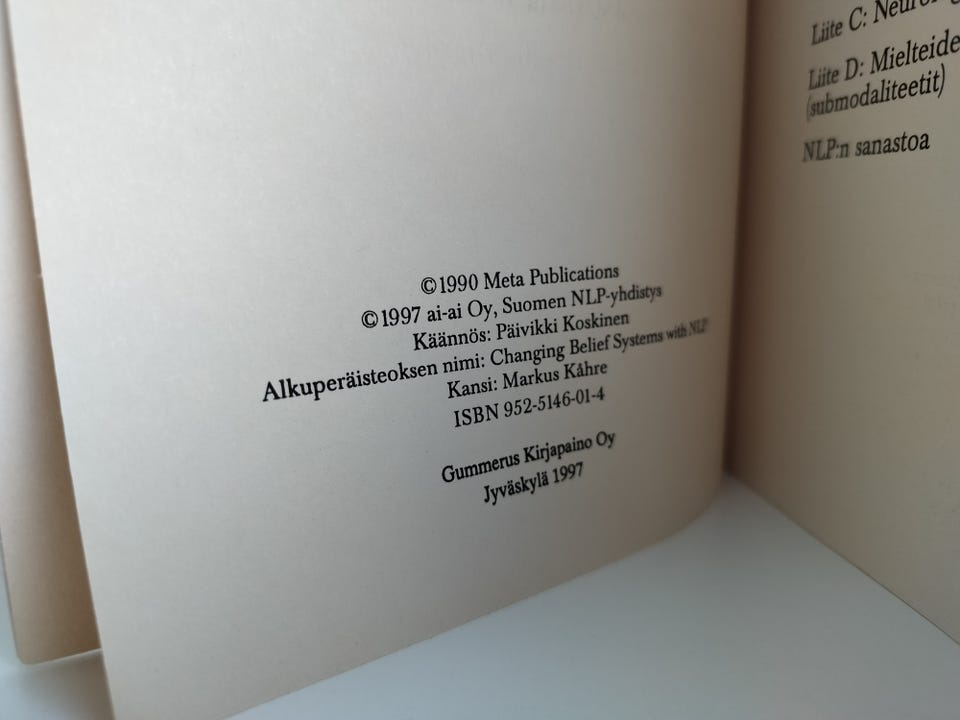 ©1990 Meta Publications
©1997 ai-ai Oy, Suomen NLP-yhdistys
Käännös: Päivikki Koskinen
Alkuperäisteoksen nimi: Changing Belief Systems with NLP
Kansi: Markus Kåhre
ISBN 952-5146-01-4
Gummerus Kirjapaino Oy
Jyväskylä 1997
Liite C:
Liite D: Mielteide
(submodaliteetit)
NLP:n sanastoa